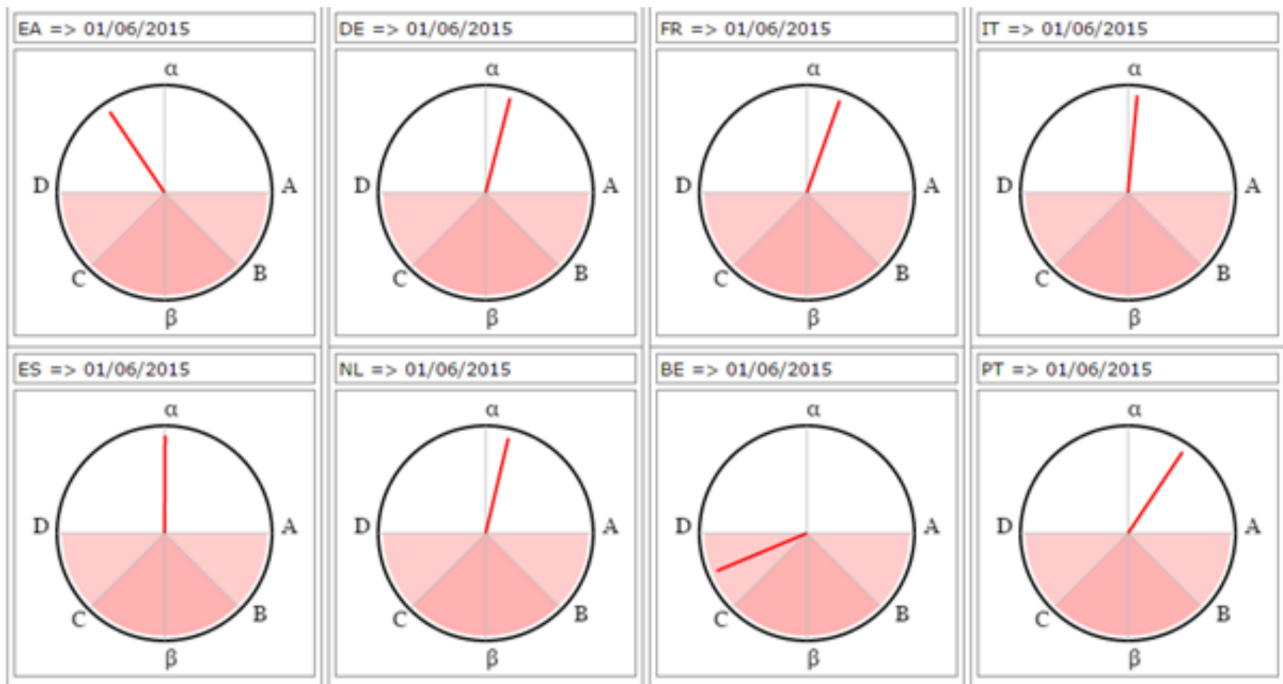 EA => 01/06/2015
DE => 01/06/2015
FR => 01/06/2015
IT => 01/06/2015
α
α
α
α
D
A
D
A
D
A
D
A
C
B
C
B
C
B
C
B
β
β
β
β
ES => 01/06/2015
NL => 01/06/2015
BE => 01/06/2015
PT => 01/06/2015
α
α
α
α
D
A
D
A
D
A
D
A
C
B
C
B
C
B
C
B
β
β
β
β